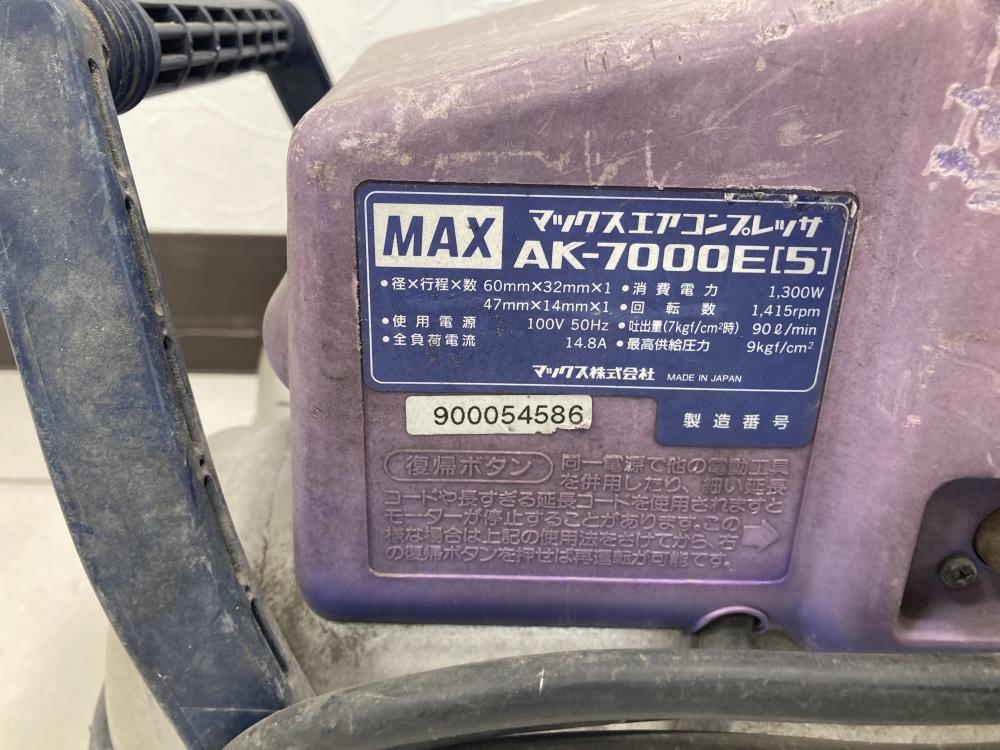 MAX
マックスエアコンプレッサ
AK-7000E[5]
•径×行程×数 60mm×32mm×1
47mm×14mm×1
•使用電源 100V 50Hz
•全負荷電流 14.8A
•消費電力 1,300W
•回転数 1,415rpm
•吐出量(7kgf/cm²時) 90ℓ/min
•最高供給圧力 9kgf/cm²
マックス株式会社 MADE IN JAPAN
900054586
製造番号
復帰ボタン 同一電源で他の電動工具
を併用したり、細い延長
コードや長すぎる延長コードを使用されますと
モーターが停止することがあります。この
様な場合は上記の使用法をさけてから、右
の復帰ボタンを押せば再運転が可能です。